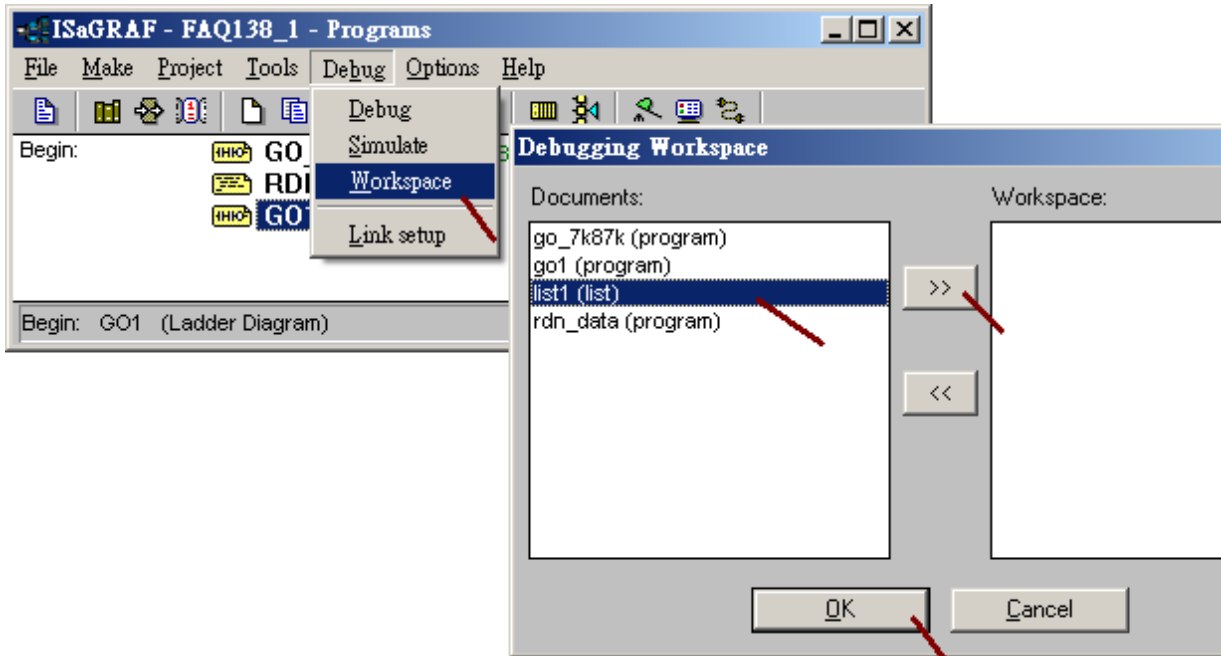 ISaGRAF - FAQ138_1 - Programs
File Make Project Tools Debug Options Help
Begin:
GO_
RD
GO1
Debug
Simulate
Workspace
Link setup
Begin: GO1 (Ladder Diagram)
Debugging Workspace
Documents:
go_7k87k (program)
go1 (program)
list1 (list)
rdn_data (program)
>>
<<
Workspace:
OK
Cancel